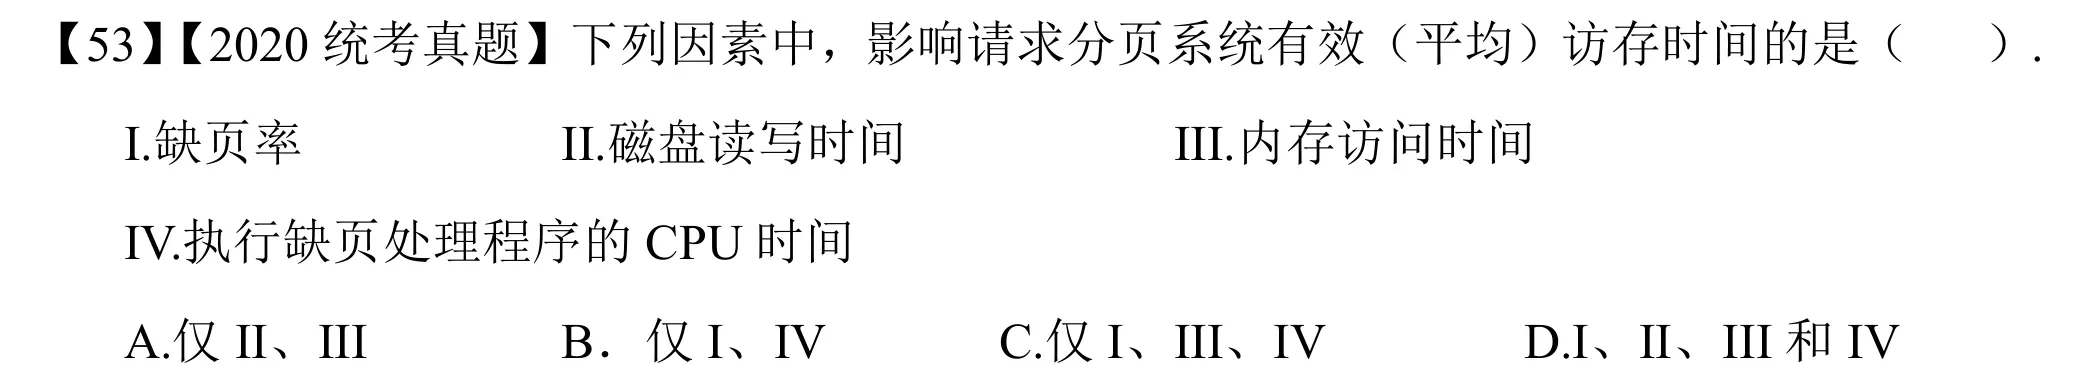 【53】【2020 统考真题】下列因素中，影响请求分页系统有效（平均）访存时间的是（　　）.
I.缺页率　II.磁盘读写时间　III.内存访问时间
IV.执行缺页处理程序的 CPU 时间
A.仅 II、III　B．仅 I、IV　C.仅 I、III、IV　D.I、II、III 和 IV